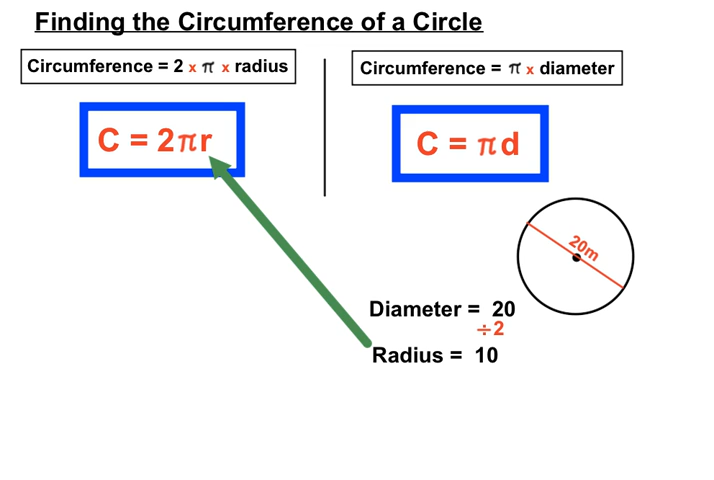 Finding the Circumference of a Circle
Circumference = 2 x π x radius
Circumference = π x diameter
C = 2πr
C = πd
20m
Diameter = 20
÷2
Radius = 10